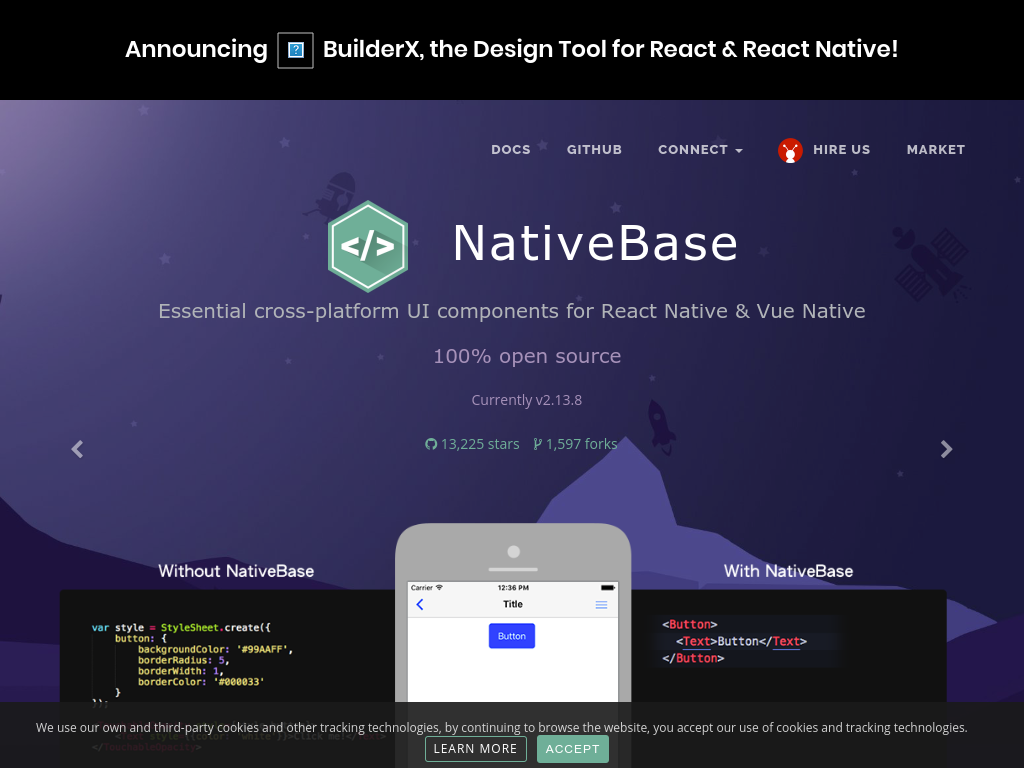 Announcing BuilderX, the Design Tool for React & React Native!
DOCS GITHUB CONNECT HIRE US MARKET
</> NativeBase
Essential cross-platform UI components for React Native & Vue Native
100% open source
Currently v2.13.8
13,225 stars 1,597 forks
Without NativeBase
With NativeBase
var style = StyleSheet.create({
button: {
backgroundColor: '#99AAFF',
borderRadius: 5,
borderWidth: 1,
borderColor: '#000033'
}
});
Carrier 12:36 PM
Title
Button
<Button>
<Text>Button</Text>
</Button>
We use our own and third-party cookies and other tracking technologies, by continuing to browse the website, you accept our use of cookies and tracking technologies.
LEARN MORE ACCEPT